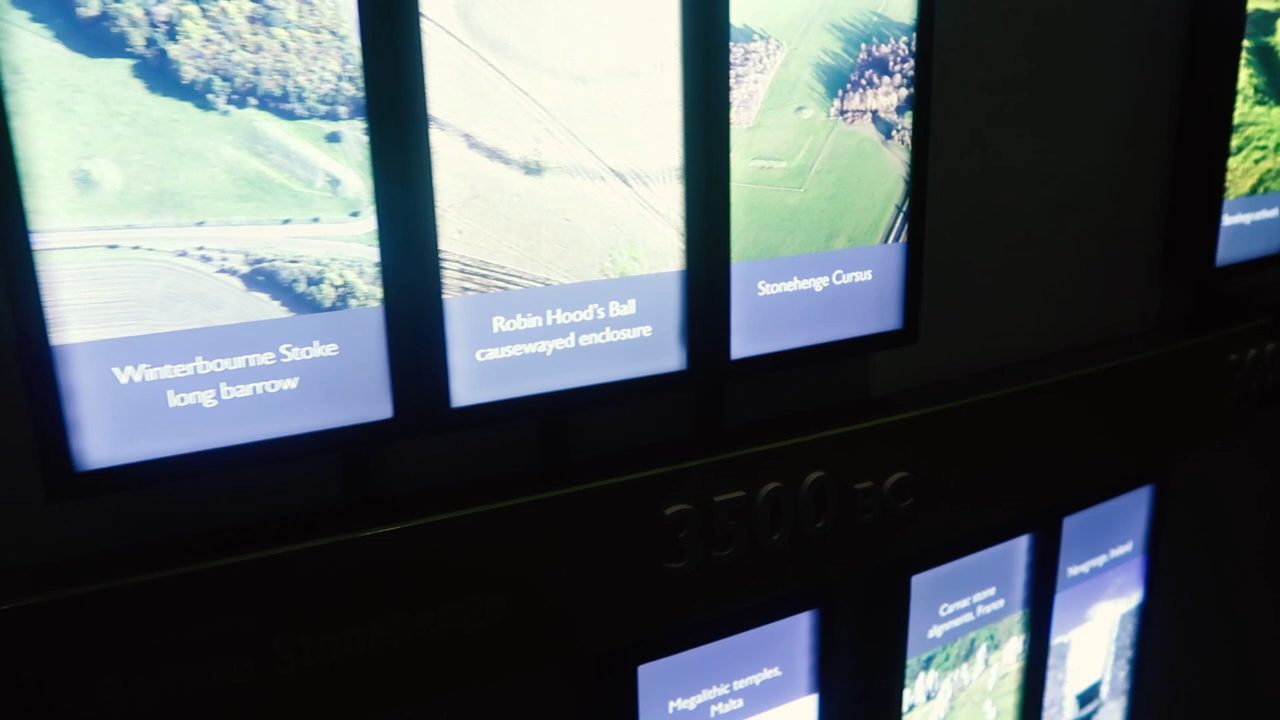 Winterbourne Stoke
long barrow
Robin Hood's Ball
causewayed enclosure
Stonehenge Cursus
3500 BC
Stonehenge
Megalithic temples,
Malta
Carnac stone
alignments, France
Newgrange, Ireland